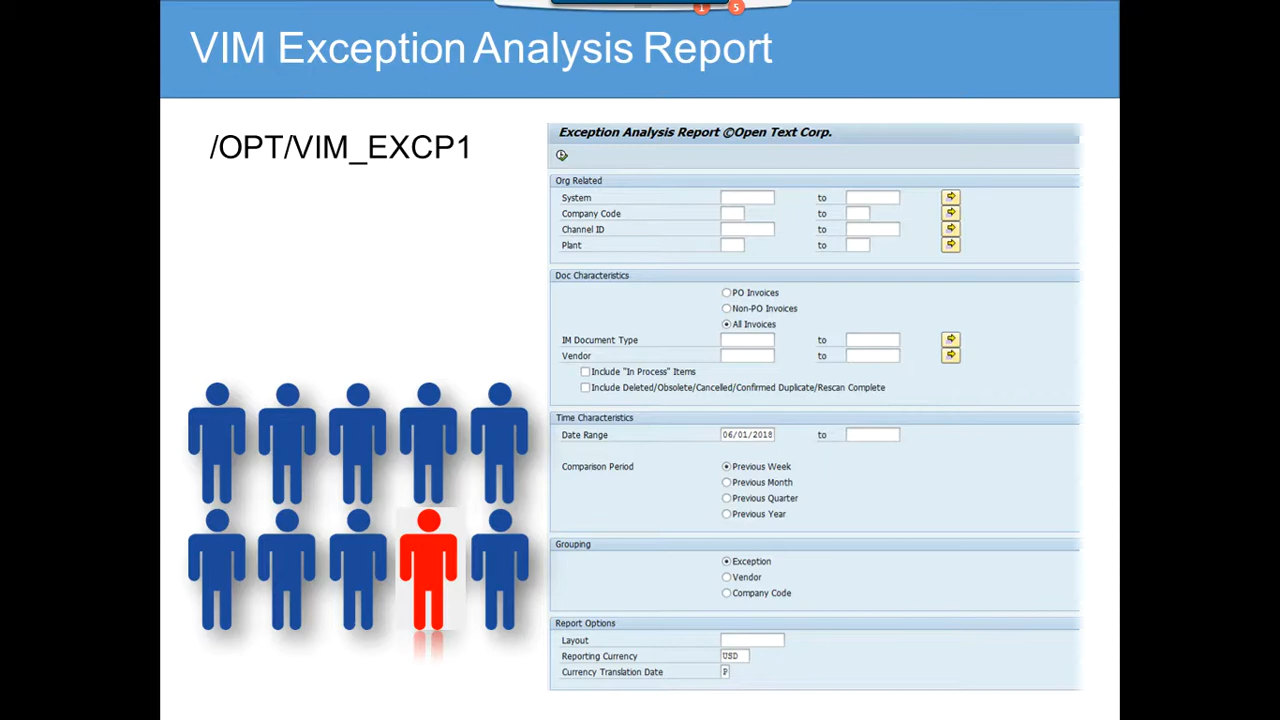 1 5
VIM Exception Analysis Report
/OPT/VIM_EXCP1
Exception Analysis Report ©Open Text Corp.
Org Related
System to
Company Code to
Channel ID to
Plant to
Doc Characteristics
PO Invoices
Non-PO Invoices
All Invoices
IM Document Type to
Vendor to
Include "In Process" Items
Include Deleted/Obsolete/Cancelled/Confirmed Duplicate/Rescan Complete
Time Characteristics
Date Range 06/01/2018 to
Comparison Period Previous Week
Previous Month
Previous Quarter
Previous Year
Grouping
Exception
Vendor
Company Code
Report Options
Layout
Reporting Currency USD
Currency Translation Date P